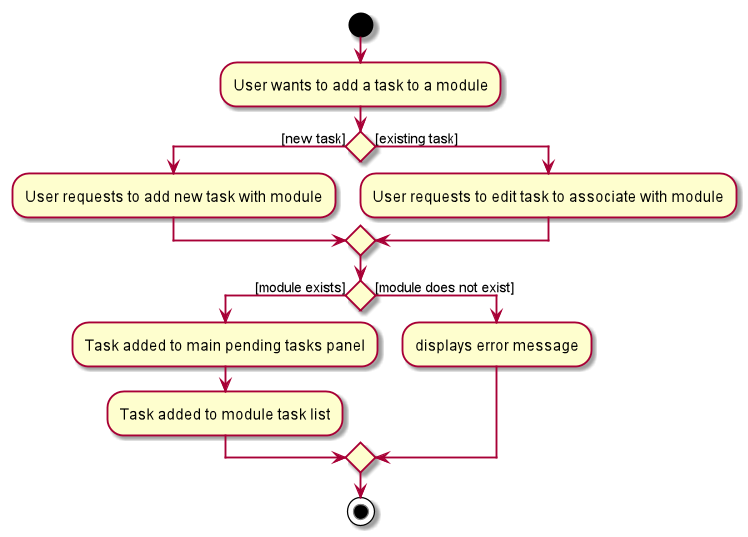 User wants to add a task to a module
[new task]
[existing task]
User requests to add new task with module
User requests to edit task to associate with module
[module exists]
[module does not exist]
Task added to main pending tasks panel
displays error message
Task added to module task list